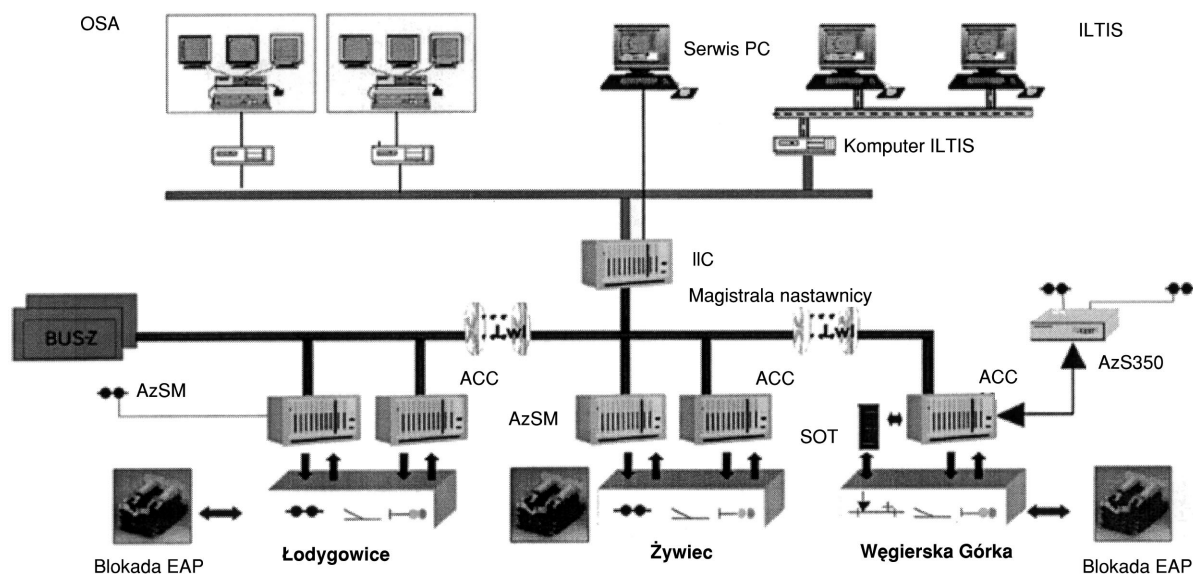 OSA
Serwis PC
ILTIS
Komputer ILTIS
IIC
Magistrala nastawnicy
BUS-Z
AzSM
ACC
AzSM
ACC
ACC
AzS350
SOT
Łodygowice
Żywiec
Węgierska Górka
Blokada EAP
Blokada EAP